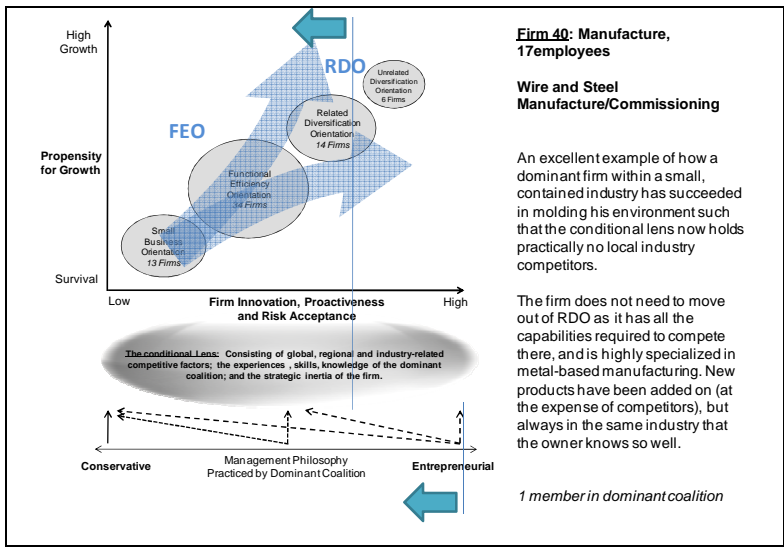 High
Growth
Propensity
for Growth
Survival
FEO
RDO
Unrelated
Diversification
Orientation
6 Firms
Related
Diversification
Orientation
14 Firms
Functional
Efficiency
Orientation
34 Firms
Small
Business
Orientation
13 Firms
Low
Firm Innovation, Proactiveness
and Risk Acceptance
High
The conditional Lens: Consisting of global, regional and industry-related
competitive factors; the experiences , skills, knowledge of the dominant
coalition; and the strategic inertia of the firm.
Conservative
Management Philosophy
Practiced by Dominant Coalition
Entrepreneurial
Firm 40: Manufacture,
17employees
Wire and Steel
Manufacture/Commissioning
An excellent example of how a
dominant firm within a small,
contained industry has succeeded
in molding his environment such
that the conditional lens now holds
practically no local industry
competitors.
The firm does not need to move
out of RDO as it has all the
capabilities required to compete
there, and is highly specialized in
metal-based manufacturing. New
products have been added on (at
the expense of competitors), but
always in the same industry that
the owner knows so well.
1 member in dominant coalition